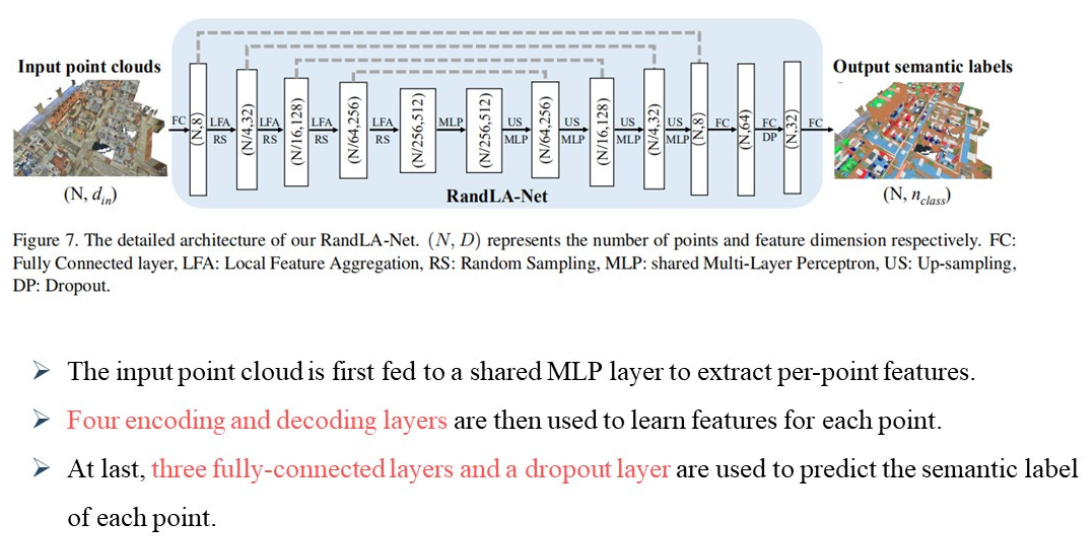 Input point clouds
Output semantic labels
FC
(N,8)
LFA
RS
(N/4,32)
LFA
RS
(N/16,128)
LFA
RS
(N/64,256)
LFA
RS
(N/256,512)
MLP
(N/256,512)
US
MLP
(N/64,256)
US
MLP
(N/16,128)
US
MLP
(N/4,32)
US
MLP
(N,8)
FC
(N,64)
FC
DP
(N,32)
FC
(N, d_in)
RandLA-Net
(N, n_class)
Figure 7. The detailed architecture of our RandLA-Net. (N, D) represents the number of points and feature dimension respectively. FC:
Fully Connected layer, LFA: Local Feature Aggregation, RS: Random Sampling, MLP: shared Multi-Layer Perceptron, US: Up-sampling,
DP: Dropout.
➢ The input point cloud is first fed to a shared MLP layer to extract per-point features.
➢ Four encoding and decoding layers are then used to learn features for each point.
➢ At last, three fully-connected layers and a dropout layer are used to predict the semantic label
of each point.